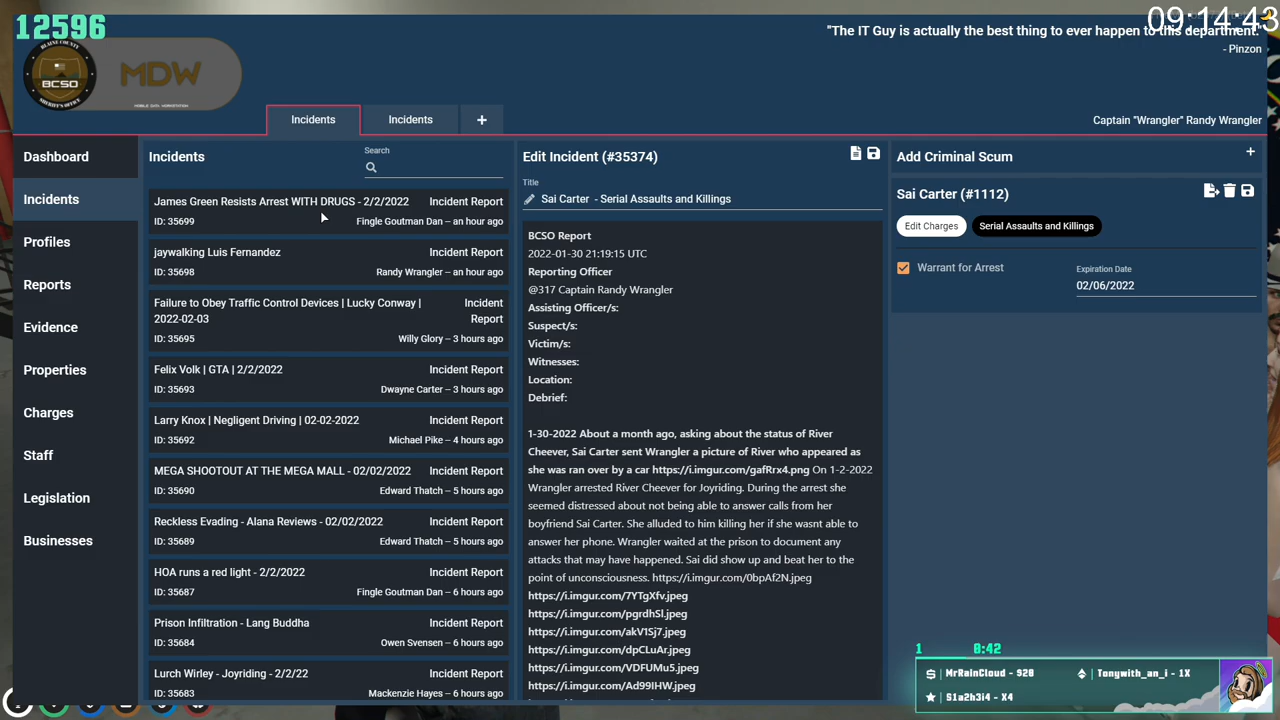 12596
09:14:43
"The IT Guy is actually the best thing to ever happen to this department."
- Pinzon
BLAINE COUNTY
BCSO
SHERIFF'S OFFICE
MDW
MOBILE DATA WORKSTATION
Incidents
Incidents
+
Captain "Wrangler" Randy Wrangler
Dashboard
Incidents
Profiles
Reports
Evidence
Properties
Charges
Staff
Legislation
Businesses
Incidents
Search
James Green Resists Arrest WITH DRUGS - 2/2/2022 Incident Report
ID: 35699 Fingle Goutman Dan – an hour ago
jaywalking Luis Fernandez Incident Report
ID: 35698 Randy Wrangler – an hour ago
Failure to Obey Traffic Control Devices | Lucky Conway | Incident
2022-02-03 Report
ID: 35695 Willy Glory – 3 hours ago
Felix Volk | GTA | 2/2/2022 Incident Report
ID: 35693 Dwayne Carter – 3 hours ago
Larry Knox | Negligent Driving | 02-02-2022 Incident Report
ID: 35692 Michael Pike – 4 hours ago
MEGA SHOOTOUT AT THE MEGA MALL - 02/02/2022 Incident Report
ID: 35690 Edward Thatch – 5 hours ago
Reckless Evading - Alana Reviews - 02/02/2022 Incident Report
ID: 35689 Edward Thatch – 5 hours ago
HOA runs a red light - 2/2/2022 Incident Report
ID: 35687 Fingle Goutman Dan – 6 hours ago
Prison Infiltration - Lang Buddha Incident Report
ID: 35684 Owen Svensen – 6 hours ago
Lurch Wirley - Joyriding - 2/2/22 Incident Report
ID: 35683 Mackenzie Hayes – 6 hours ago
Edit Incident (#35374)
Title
Sai Carter - Serial Assaults and Killings
BCSO Report
2022-01-30 21:19:15 UTC
Reporting Officer
@317 Captain Randy Wrangler
Assisting Officer/s:
Suspect/s:
Victim/s:
Witnesses:
Location:
Debrief:
1-30-2022 About a month ago, asking about the status of River
Cheever, Sai Carter sent Wrangler a picture of River who appeared as
she was ran over by a car https://i.imgur.com/gafRrx4.png On 1-2-2022
Wrangler arrested River Cheever for Joyriding. During the arrest she
seemed distressed about not being able to answer calls from her
boyfriend Sai Carter. She alluded to him killing her if she wasnt able to
answer her phone. Wrangler waited at the prison to document any
attacks that may have happened. Sai did show up and beat her to the
point of unconsciousness. https://i.imgur.com/0bpAf2N.jpeg
https://i.imgur.com/7YTgXfv.jpeg
https://i.imgur.com/pgrdhSl.jpeg
https://i.imgur.com/akV1Sj7.jpeg
https://i.imgur.com/dpCLuAr.jpeg
https://i.imgur.com/VDFUMu5.jpeg
https://i.imgur.com/Ad99IHW.jpeg
Add Criminal Scum +
Sai Carter (#1112)
Edit Charges Serial Assaults and Killings
Warrant for Arrest
Expiration Date
02/06/2022
1 0:42
MrRainCloud - 920 Tonywith_an_i - 1X
S1a2h3i4 - X4